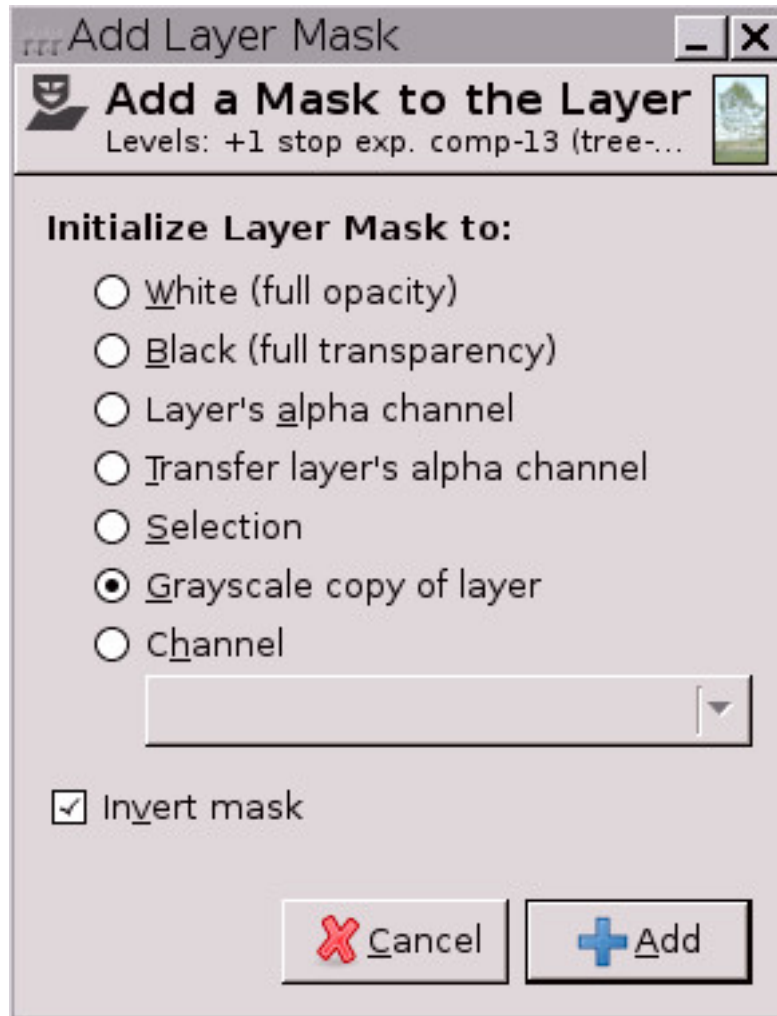 Add Layer Mask
Add a Mask to the Layer
Levels: +1 stop exp. comp-13 (tree-...
Initialize Layer Mask to:
White (full opacity)
Black (full transparency)
Layer's alpha channel
Transfer layer's alpha channel
Selection
Grayscale copy of layer
Channel
Invert mask
Cancel
Add